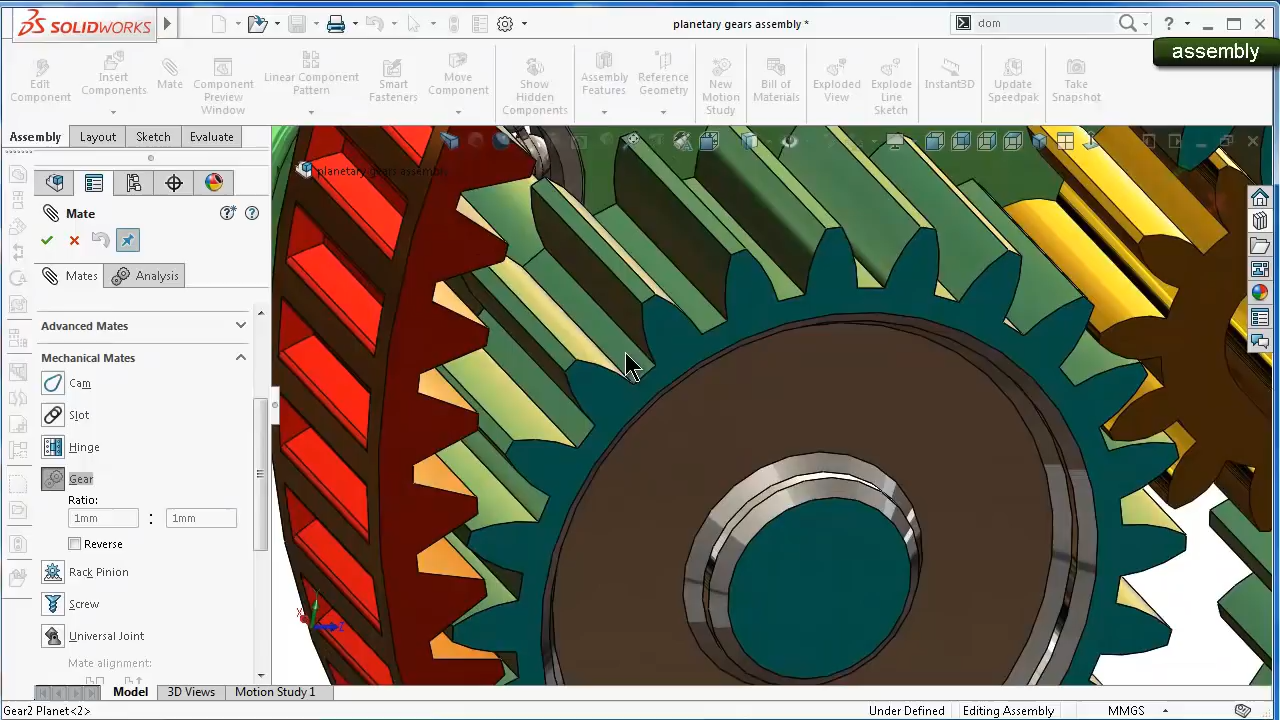 SOLIDWORKS
planetary gears assembly *
dom
assembly
Edit Component
Insert Components
Mate
Component Preview Window
Linear Component Pattern
Smart Fasteners
Move Component
Show Hidden Components
Assembly Features
Reference Geometry
New Motion Study
Bill of Materials
Exploded View
Explode Line Sketch
Instant3D
Update Speedpak
Take Snapshot
Assembly
Layout
Sketch
Evaluate
planetary gears assembly
Mate
Mates
Analysis
Advanced Mates
Mechanical Mates
Cam
Slot
Hinge
Gear
Ratio:
1mm : 1mm
Reverse
Rack Pinion
Screw
Universal Joint
Mate alignment:
X Z
Model
3D Views
Motion Study 1
Gear2 Planet<2>
Under Defined
Editing Assembly
MMGS